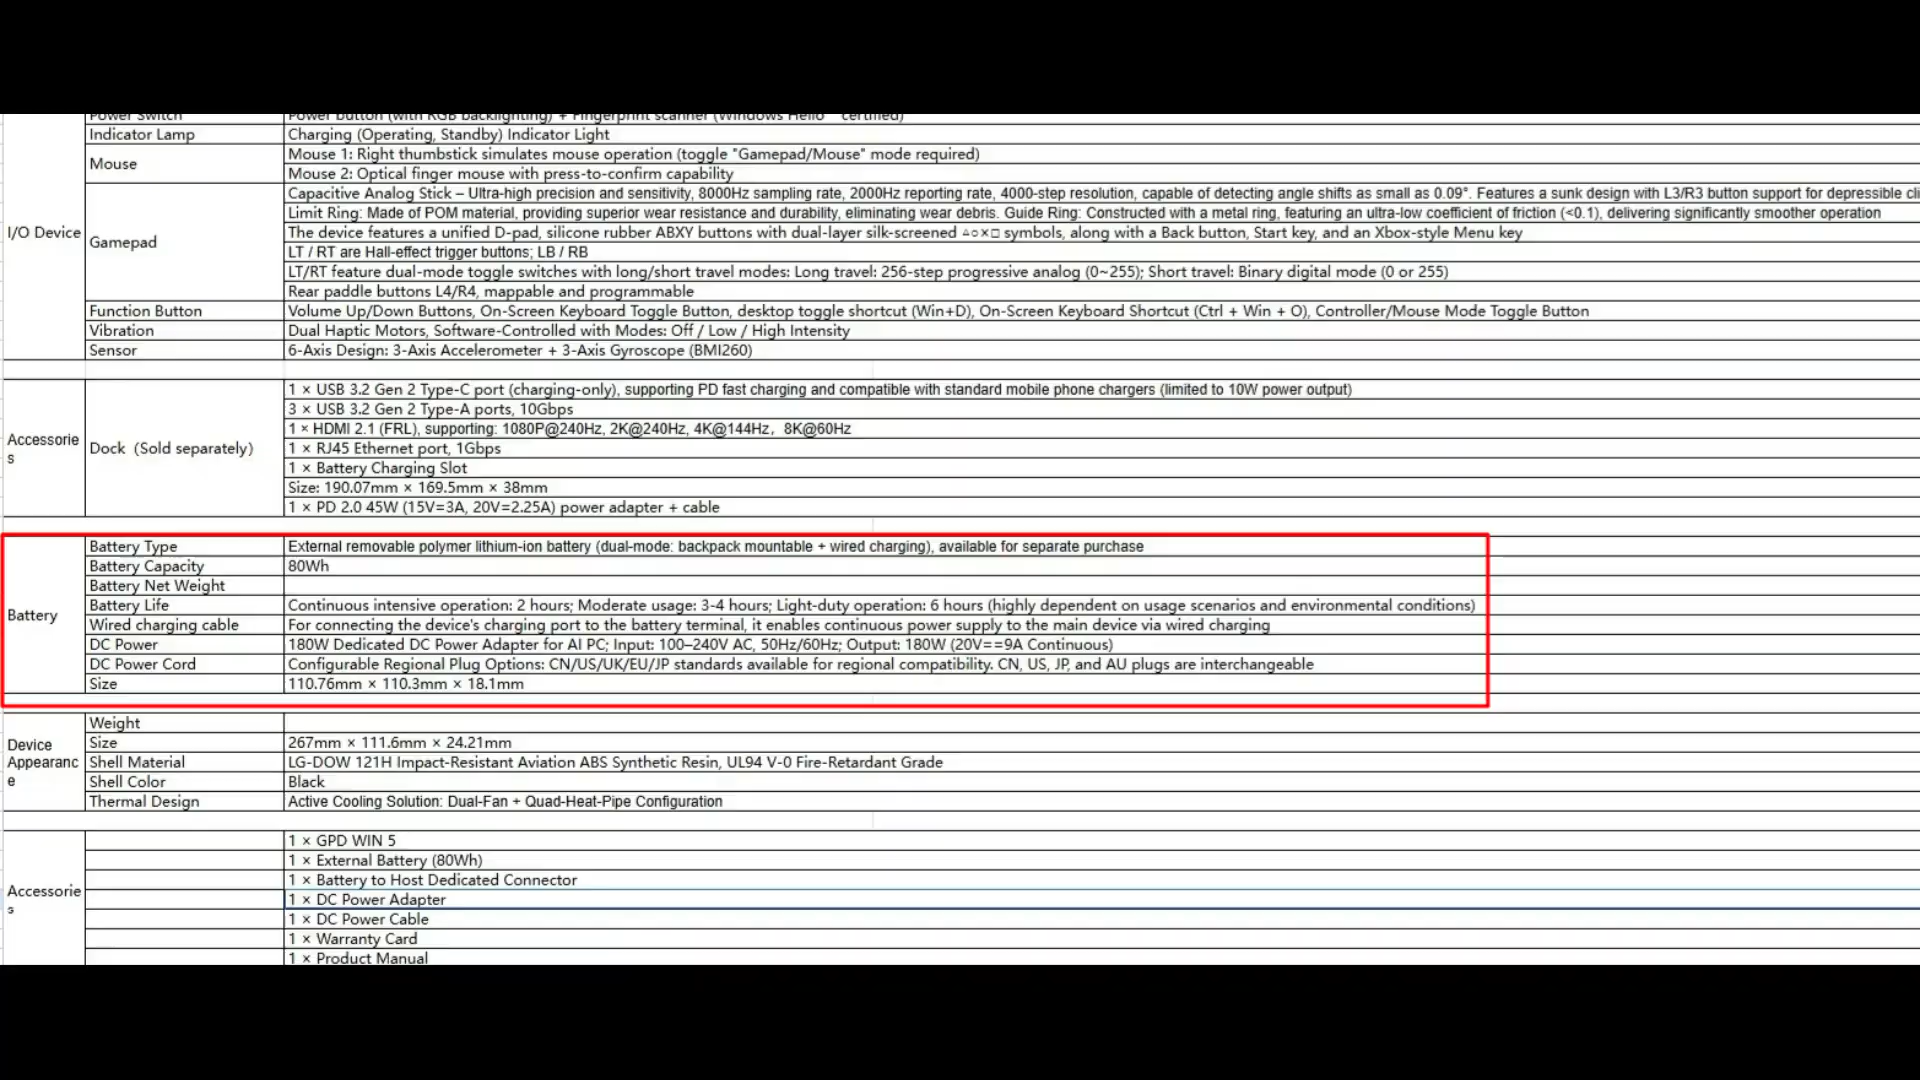 Power Switch Power button (with RGB backlighting) + Fingerprint scanner (Windows Hello certified)
Indicator Lamp Charging (Operating, Standby) Indicator Light
Mouse Mouse 1: Right thumbstick simulates mouse operation (toggle "Gamepad/Mouse" mode required)
Mouse 2: Optical finger mouse with press-to-confirm capability
I/O Device Gamepad Capacitive Analog Stick – Ultra-high precision and sensitivity, 8000Hz sampling rate, 2000Hz reporting rate, 4000-step resolution, capable of detecting angle shifts as small as 0.09°. Features a sunk design with L3/R3 button support for depressible cli
Limit Ring: Made of POM material, providing superior wear resistance and durability, eliminating wear debris. Guide Ring: Constructed with a metal ring, featuring an ultra-low coefficient of friction (<0.1), delivering significantly smoother operation
The device features a unified D-pad, silicone rubber ABXY buttons with dual-layer silk-screened △○×□ symbols, along with a Back button, Start key, and an Xbox-style Menu key
LT / RT are Hall-effect trigger buttons; LB / RB
LT/RT feature dual-mode toggle switches with long/short travel modes: Long travel: 256-step progressive analog (0~255); Short travel: Binary digital mode (0 or 255)
Rear paddle buttons L4/R4, mappable and programmable
Function Button Volume Up/Down Buttons, On-Screen Keyboard Toggle Button, desktop toggle shortcut (Win+D), On-Screen Keyboard Shortcut (Ctrl + Win + O), Controller/Mouse Mode Toggle Button
Vibration Dual Haptic Motors, Software-Controlled with Modes: Off / Low / High Intensity
Sensor 6-Axis Design: 3-Axis Accelerometer + 3-Axis Gyroscope (BMI260)
Accessories Dock（Sold separately） 1 × USB 3.2 Gen 2 Type-C port (charging-only), supporting PD fast charging and compatible with standard mobile phone chargers (limited to 10W power output)
3 × USB 3.2 Gen 2 Type-A ports, 10Gbps
1 × HDMI 2.1 (FRL), supporting: 1080P@240Hz, 2K@240Hz, 4K@144Hz，8K@60Hz
1 × RJ45 Ethernet port, 1Gbps
1 × Battery Charging Slot
Size: 190.07mm × 169.5mm × 38mm
1 × PD 2.0 45W (15V=3A, 20V=2.25A) power adapter + cable
Battery Battery Type External removable polymer lithium-ion battery (dual-mode: backpack mountable + wired charging), available for separate purchase
Battery Capacity 80Wh
Battery Net Weight
Battery Life Continuous intensive operation: 2 hours; Moderate usage: 3-4 hours; Light-duty operation: 6 hours (highly dependent on usage scenarios and environmental conditions)
Wired charging cable For connecting the device's charging port to the battery terminal, it enables continuous power supply to the main device via wired charging
DC Power 180W Dedicated DC Power Adapter for AI PC; Input: 100–240V AC, 50Hz/60Hz; Output: 180W (20V==9A Continuous)
DC Power Cord Configurable Regional Plug Options: CN/US/UK/EU/JP standards available for regional compatibility. CN, US, JP, and AU plugs are interchangeable
Size 110.76mm × 110.3mm × 18.1mm
Device Appearance Weight
Size 267mm × 111.6mm × 24.21mm
Shell Material LG-DOW 121H Impact-Resistant Aviation ABS Synthetic Resin, UL94 V-0 Fire-Retardant Grade
Shell Color Black
Thermal Design Active Cooling Solution: Dual-Fan + Quad-Heat-Pipe Configuration
Accessories 1 × GPD WIN 5
1 × External Battery (80Wh)
1 × Battery to Host Dedicated Connector
1 × DC Power Adapter
1 × DC Power Cable
1 × Warranty Card
1 × Product Manual